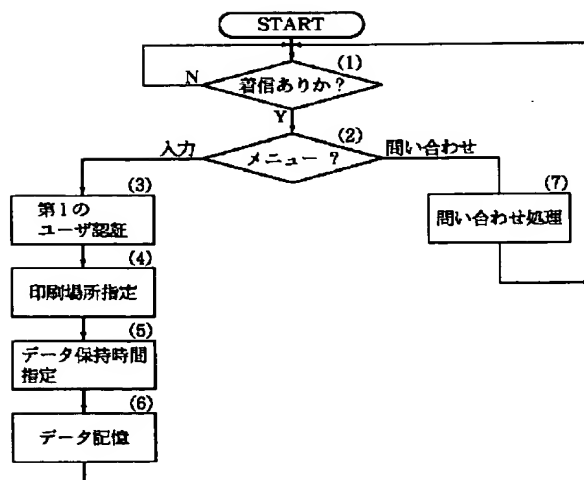 START
(1)
着信ありか？
N
Y
(2)
メニュー ？
入力
問い合わせ
(3)
第1の
ユーザ認証
(7)
問い合わせ処理
(4)
印刷場所指定
(5)
データ保持時間
指定
(6)
データ記憶